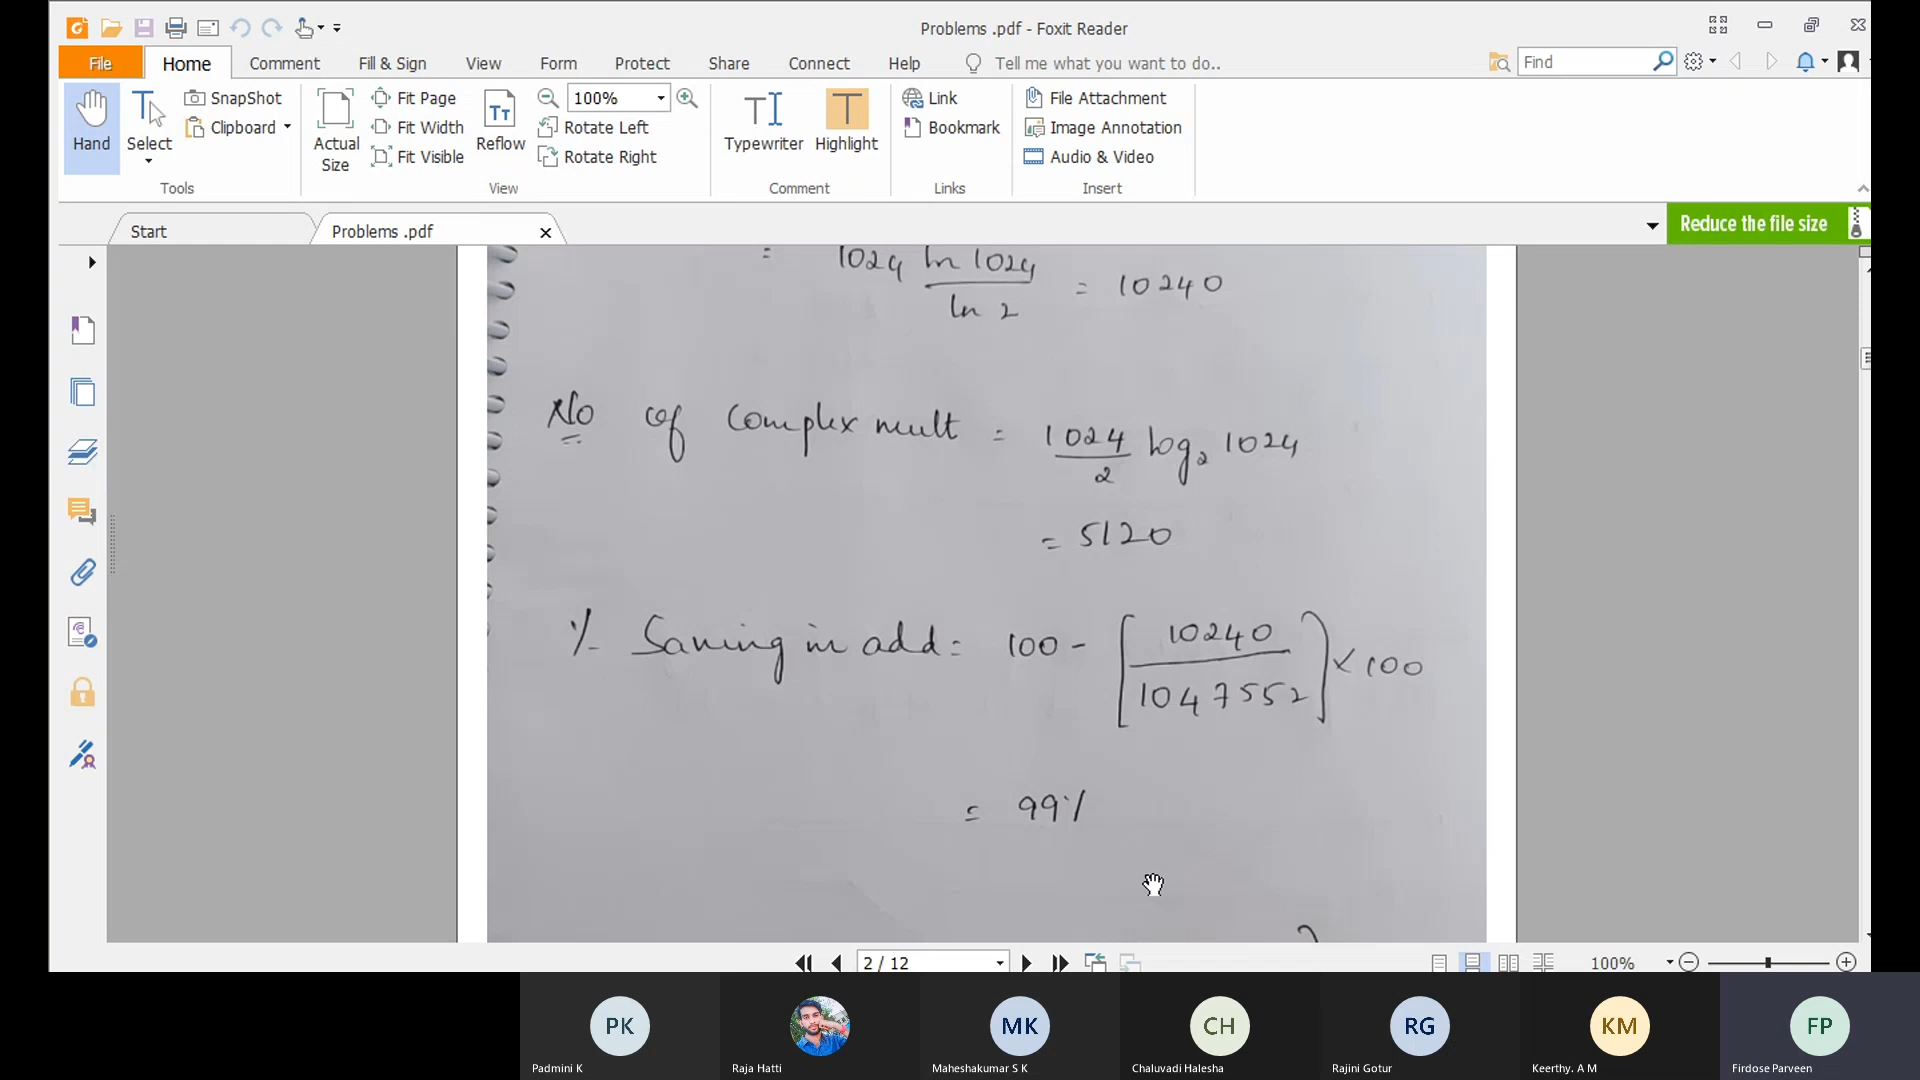 Problems .pdf - Foxit Reader
File Home Comment Fill & Sign View Form Protect Share Connect Help Tell me what you want to do.. Find
Hand Select SnapShot Clipboard
Actual Size Fit Page Fit Width Fit Visible Reflow 100% Rotate Left Rotate Right
Typewriter Highlight Link Bookmark File Attachment Image Annotation Audio & Video
Tools View Comment Links Insert
Start Problems .pdf Reduce the file size
= 1024 ln 1024 / ln 2 = 10240
No of Complex mult = 1024/2 log₂ 1024
= 5120
% Saving in add = 100 - [10240 / 1047552] × 100
= 99%
2 / 12 100%
PK MK CH RG KM FP
Padmini K Raja Hatti Maheshakumar S K Chaluvadi Halesha Rajini Gotur Keerthy. A M Firdose Parveen